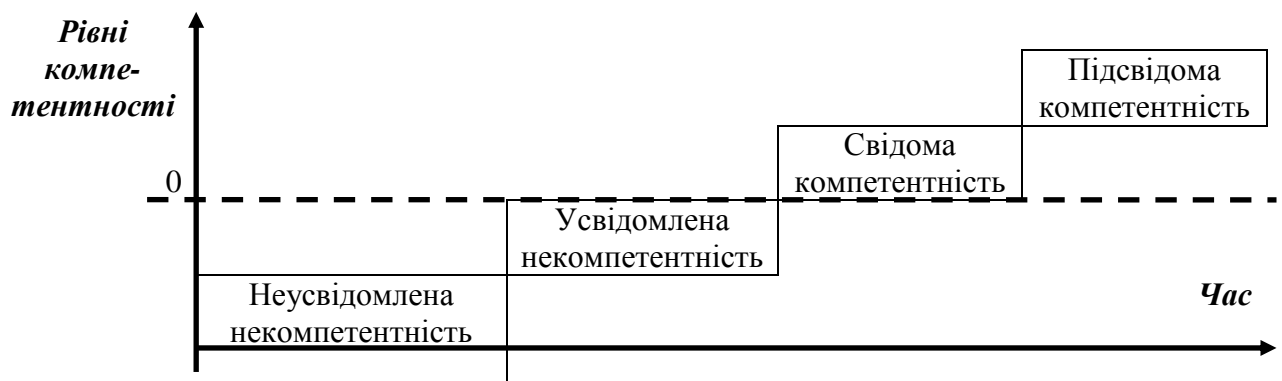 Рівні
компе-
тентності
Підсвідома
компетентність
Свідома
компетентність
0
Усвідомлена
некомпетентність
Неусвідомлена
некомпетентність
Час